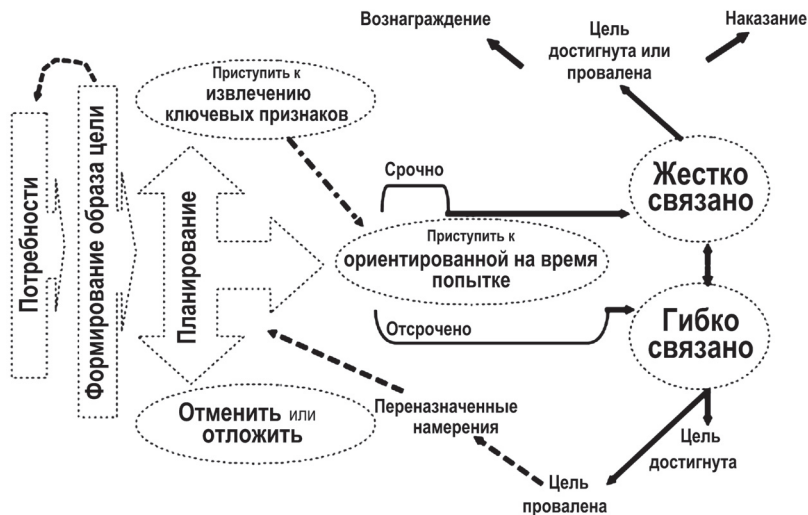 Вознаграждение
Цель
достигнута или
провалена
Наказание
Приступить к
извлечению
ключевых признаков
Потребности
Формирование образа цели
Планирование
Срочно
Жестко
связано
Приступить к
ориентированной на время
попытке
Отсрочено
Гибко
связано
Отменить или
отложить
Переназначенные
намерения
Цель
достигнута
Цель
провалена